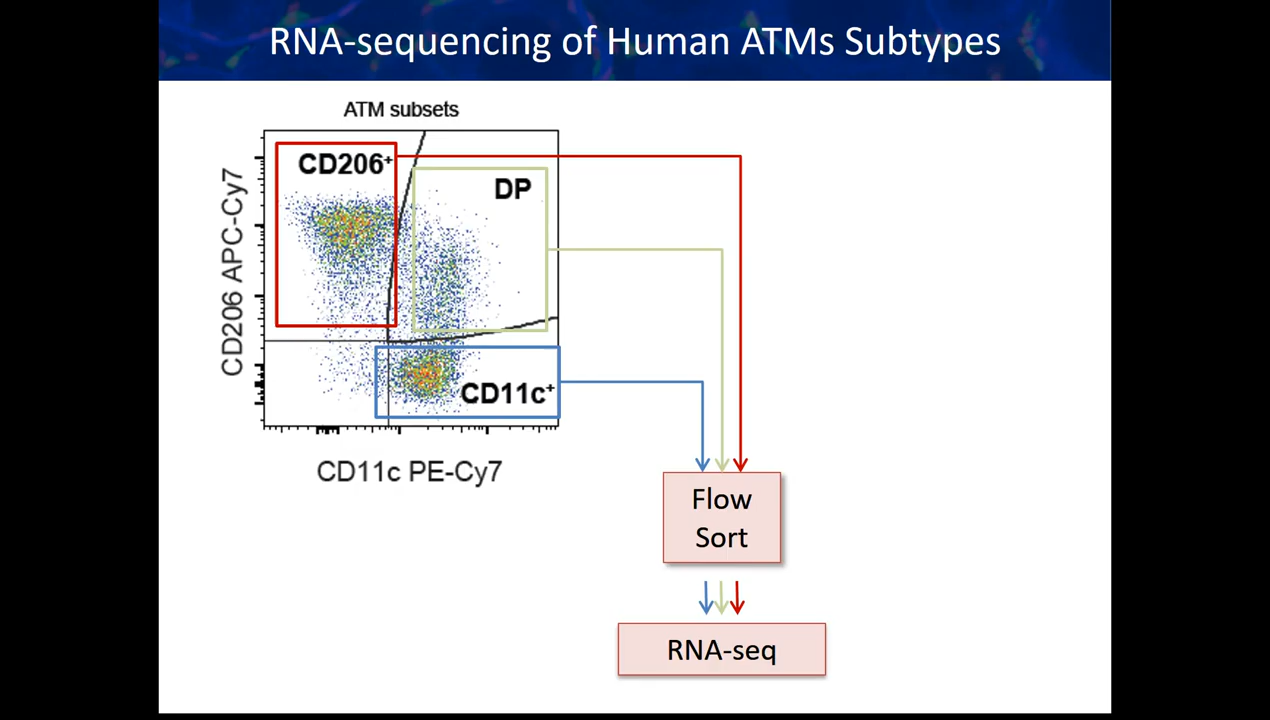 RNA-sequencing of Human ATMs Subtypes
ATM subsets
CD206⁺
DP
CD206 APC-Cy7
CD11c⁺
CD11c PE-Cy7
Flow
Sort
RNA-seq